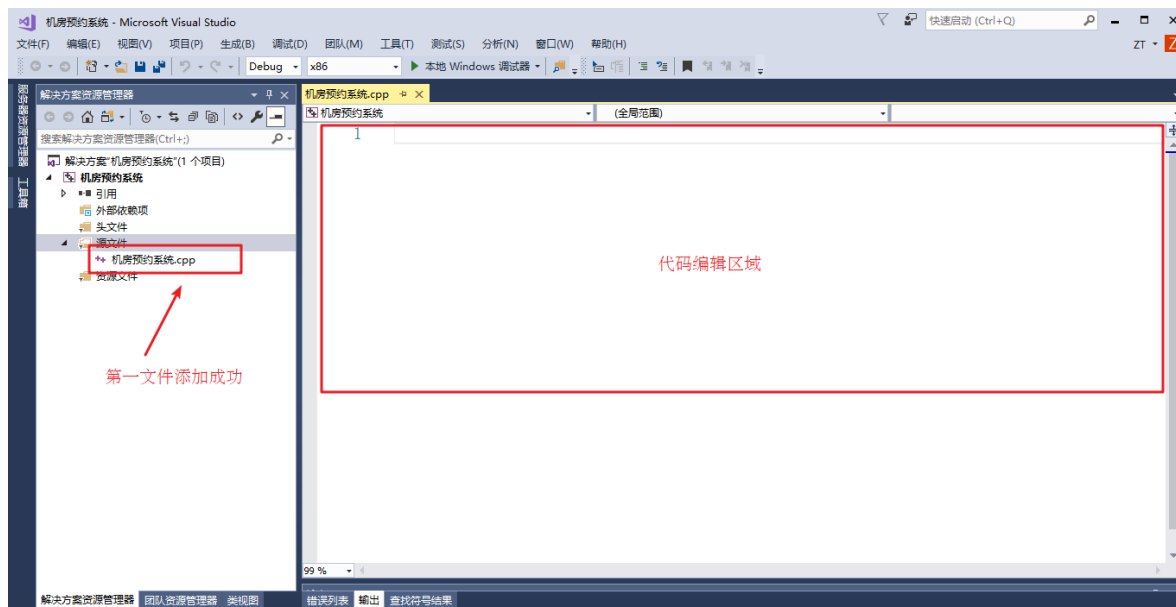 机房预约系统 - Microsoft Visual Studio
快速启动 (Ctrl+Q)
文件(F) 编辑(E) 视图(V) 项目(P) 生成(B) 调试(D) 团队(M) 工具(T) 测试(S) 分析(N) 窗口(W) 帮助(H)
ZT
Debug x86 本地 Windows 调试器
服务器资源管理器
工具箱
解决方案资源管理器
搜索解决方案资源管理器(Ctrl+;)
解决方案"机房预约系统"(1 个项目)
机房预约系统
引用
外部依赖项
头文件
源文件
机房预约系统.cpp
资源文件
第一文件添加成功
机房预约系统.cpp
机房预约系统 (全局范围)
1
代码编辑区域
99 %
解决方案资源管理器 团队资源管理器 类视图
错误列表 输出 查找符号结果